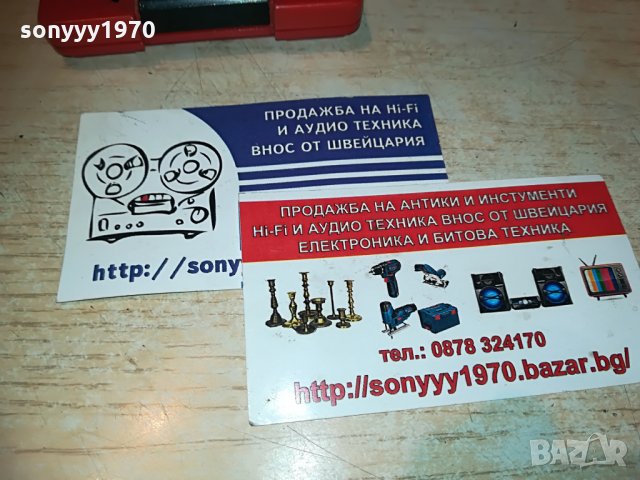 sonyyy1970
ПРОДАЖБА НА Hi-Fi
И АУДИО ТЕХНИКА
ВНОС ОТ ШВЕЙЦАРИЯ
http://sony
ПРОДАЖБА НА АНТИКИ И ИНСТУМЕНТИ
Hi-Fi И АУДИО ТЕХНИКА ВНОС ОТ ШВЕЙЦАРИЯ
ЕЛЕКТРОНИКА И БИТОВА ТЕХНИКА
тел.: 0878 324170
http://sonyyy1970.bazar.bg/
BAZAR